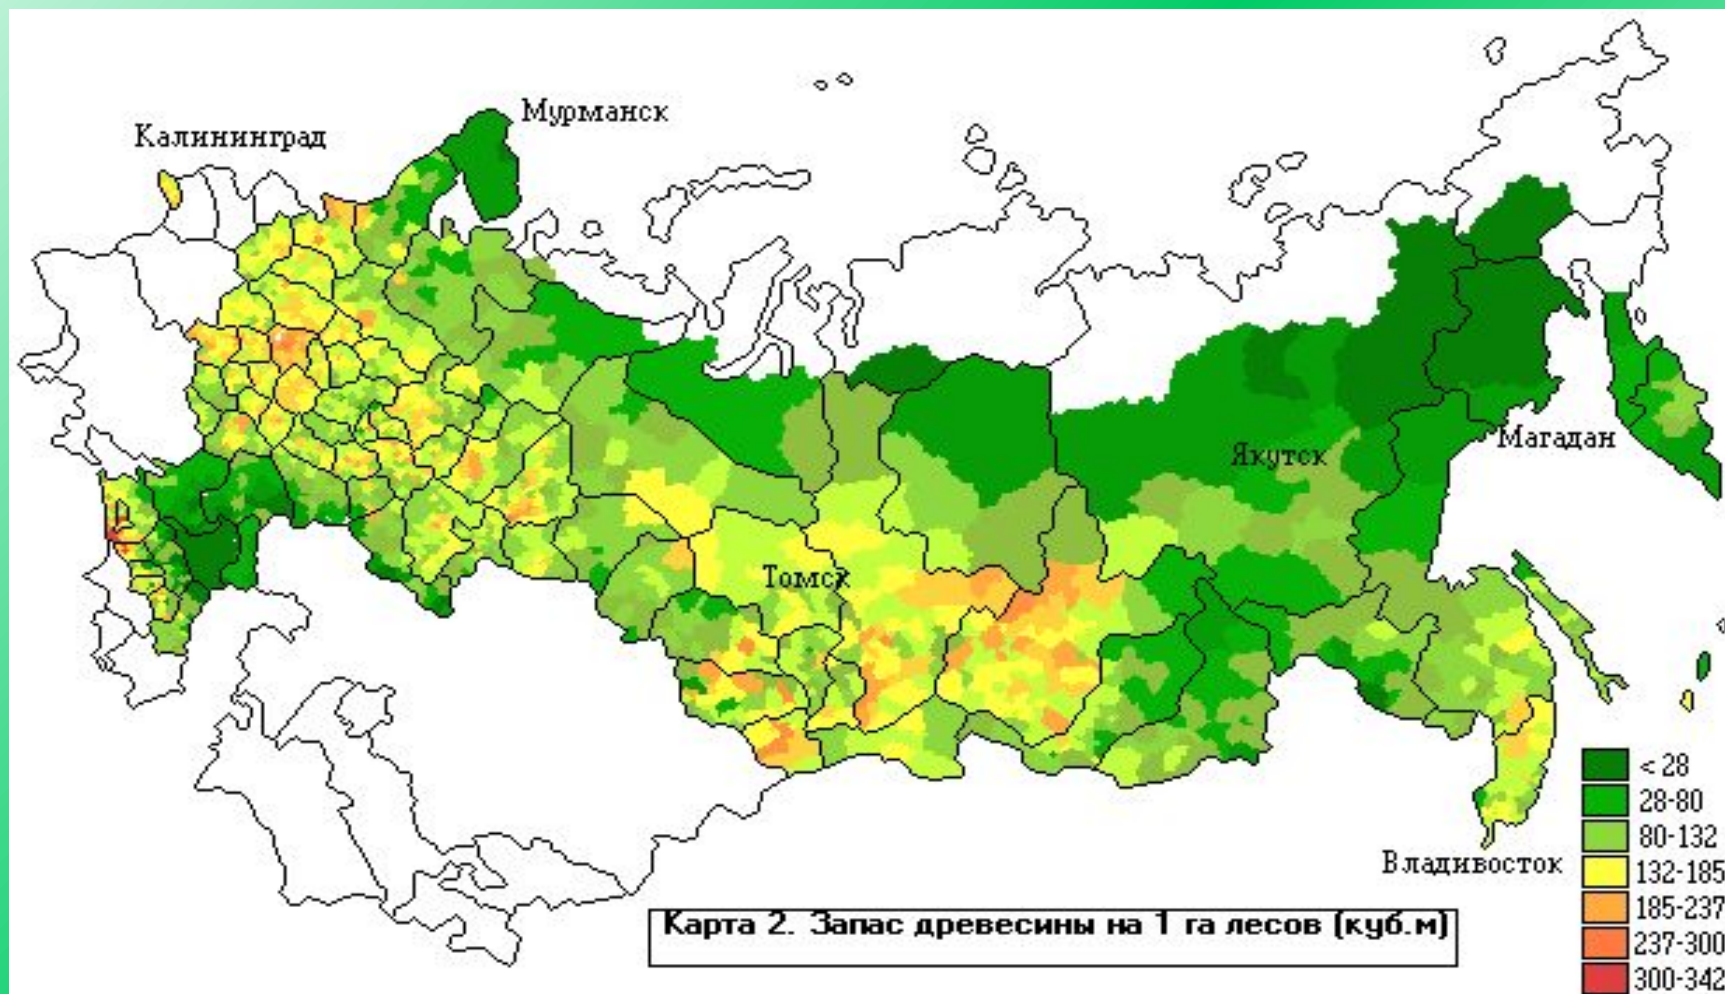 Мурманск
Калининград
Якутск
Магадан
Томск
Владивосток
< 28
28-80
80-132
132-185
185-237
237-300
300-342
Карта 2. Запас древесины на 1 га лесов (куб.м)